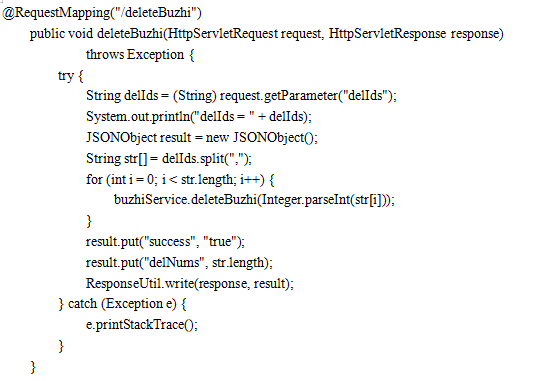 @RequestMapping("/deleteBuzhi")
public void deleteBuzhi(HttpServletRequest request, HttpServletResponse response)
throws Exception {
try {
String delIds = (String) request.getParameter("delIds");
System.out.println("delIds = " + delIds);
JSONObject result = new JSONObject();
String str[] = delIds.split(",");
for (int i = 0; i < str.length; i++) {
buzhiService.deleteBuzhi(Integer.parseInt(str[i]));
}
result.put("success", "true");
result.put("delNums", str.length);
ResponseUtil.write(response, result);
} catch (Exception e) {
e.printStackTrace();
}
}